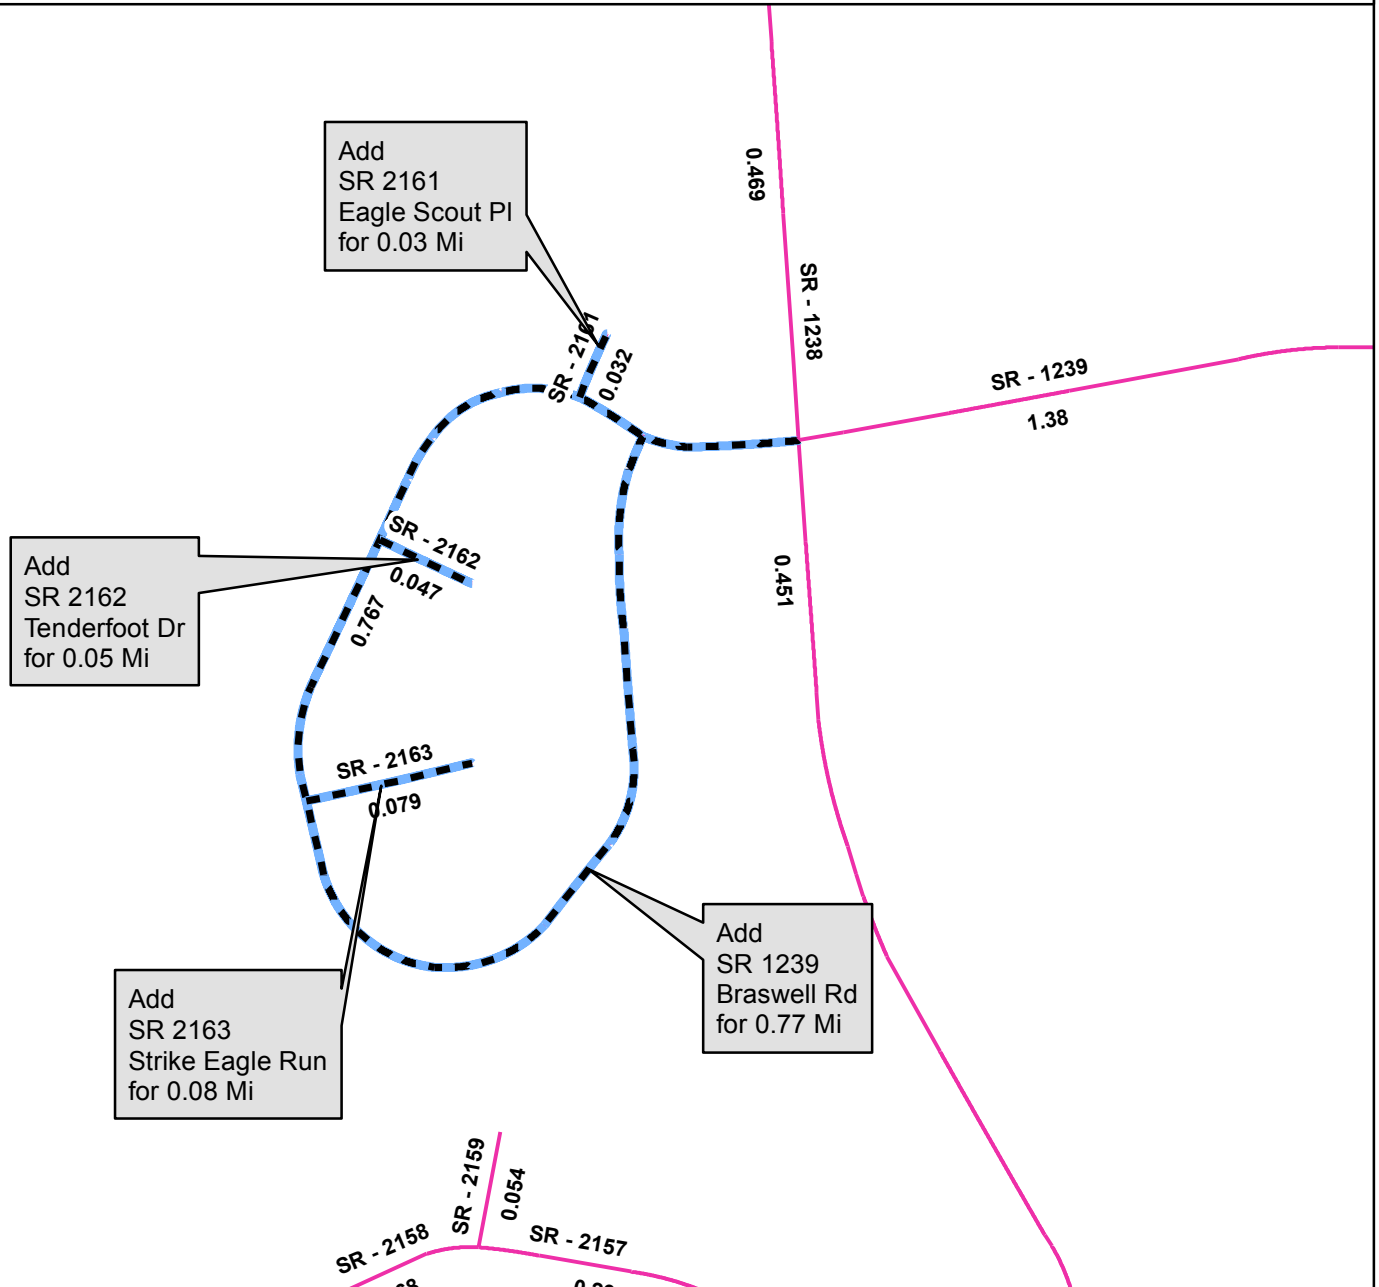 0.469
Add
SR 2161
Eagle Scout Pl
for 0.03 Mi
SR - 1238
SR - 2161
0.032
SR - 1239
1.38
SR - 2162
0.047
Add
SR 2162
Tenderfoot Dr
for 0.05 Mi
0.451
0.767
SR - 2163
0.079
Add
SR 1239
Braswell Rd
for 0.77 Mi
Add
SR 2163
Strike Eagle Run
for 0.08 Mi
SR - 2159
0.054
SR - 2158
SR - 2157